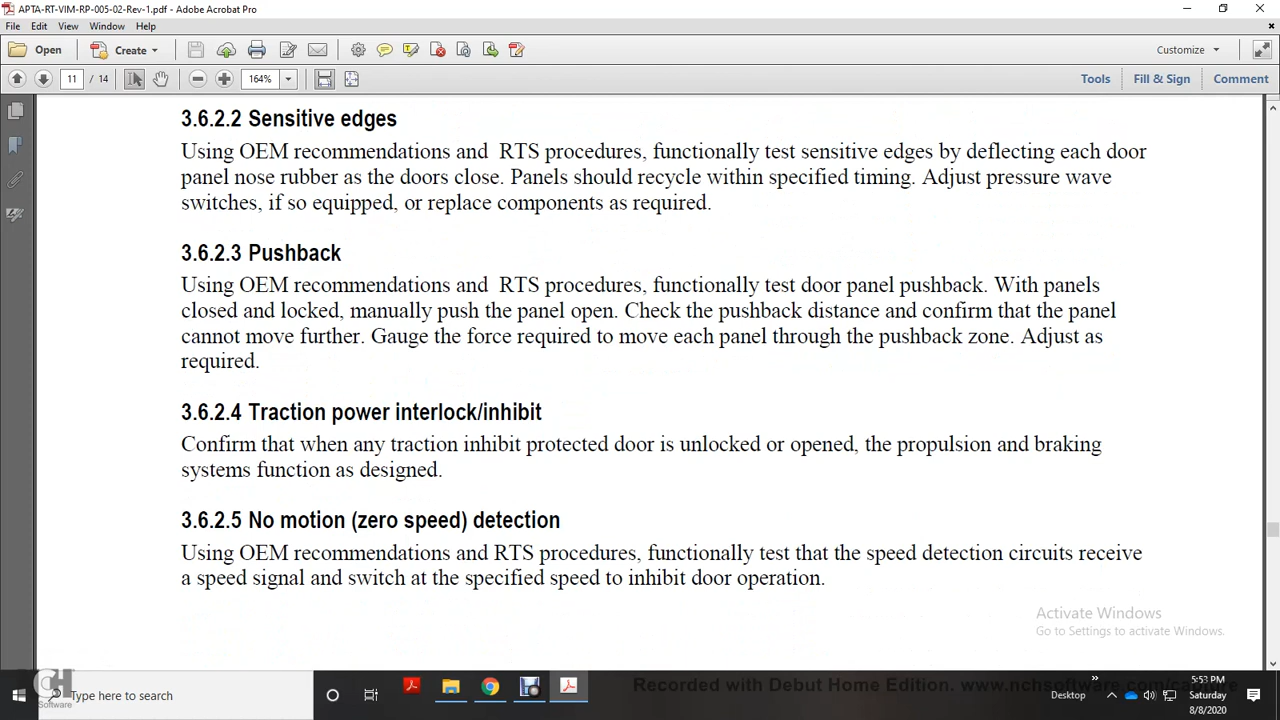 APTA-RT-VIM-RP-005-02-Rev-1.pdf - Adobe Acrobat Pro
File Edit View Window Help
Open Create Customize
11 / 14 164% Tools Fill & Sign Comment
3.6.2.2 Sensitive edges
Using OEM recommendations and RTS procedures, functionally test sensitive edges by deflecting each door
panel nose rubber as the doors close. Panels should recycle within specified timing. Adjust pressure wave
switches, if so equipped, or replace components as required.
3.6.2.3 Pushback
Using OEM recommendations and RTS procedures, functionally test door panel pushback. With panels
closed and locked, manually push the panel open. Check the pushback distance and confirm that the panel
cannot move further. Gauge the force required to move each panel through the pushback zone. Adjust as
required.
3.6.2.4 Traction power interlock/inhibit
Confirm that when any traction inhibit protected door is unlocked or opened, the propulsion and braking
systems function as designed.
3.6.2.5 No motion (zero speed) detection
Using OEM recommendations and RTS procedures, functionally test that the speed detection circuits receive
a speed signal and switch at the specified speed to inhibit door operation.
Activate Windows
Go to Settings to activate Windows.
NCH
Software
Type here to search
Recorded with Debut Home Edition. www.nchsoftware.com/capture
Desktop
5:53 PM
Saturday
8/8/2020